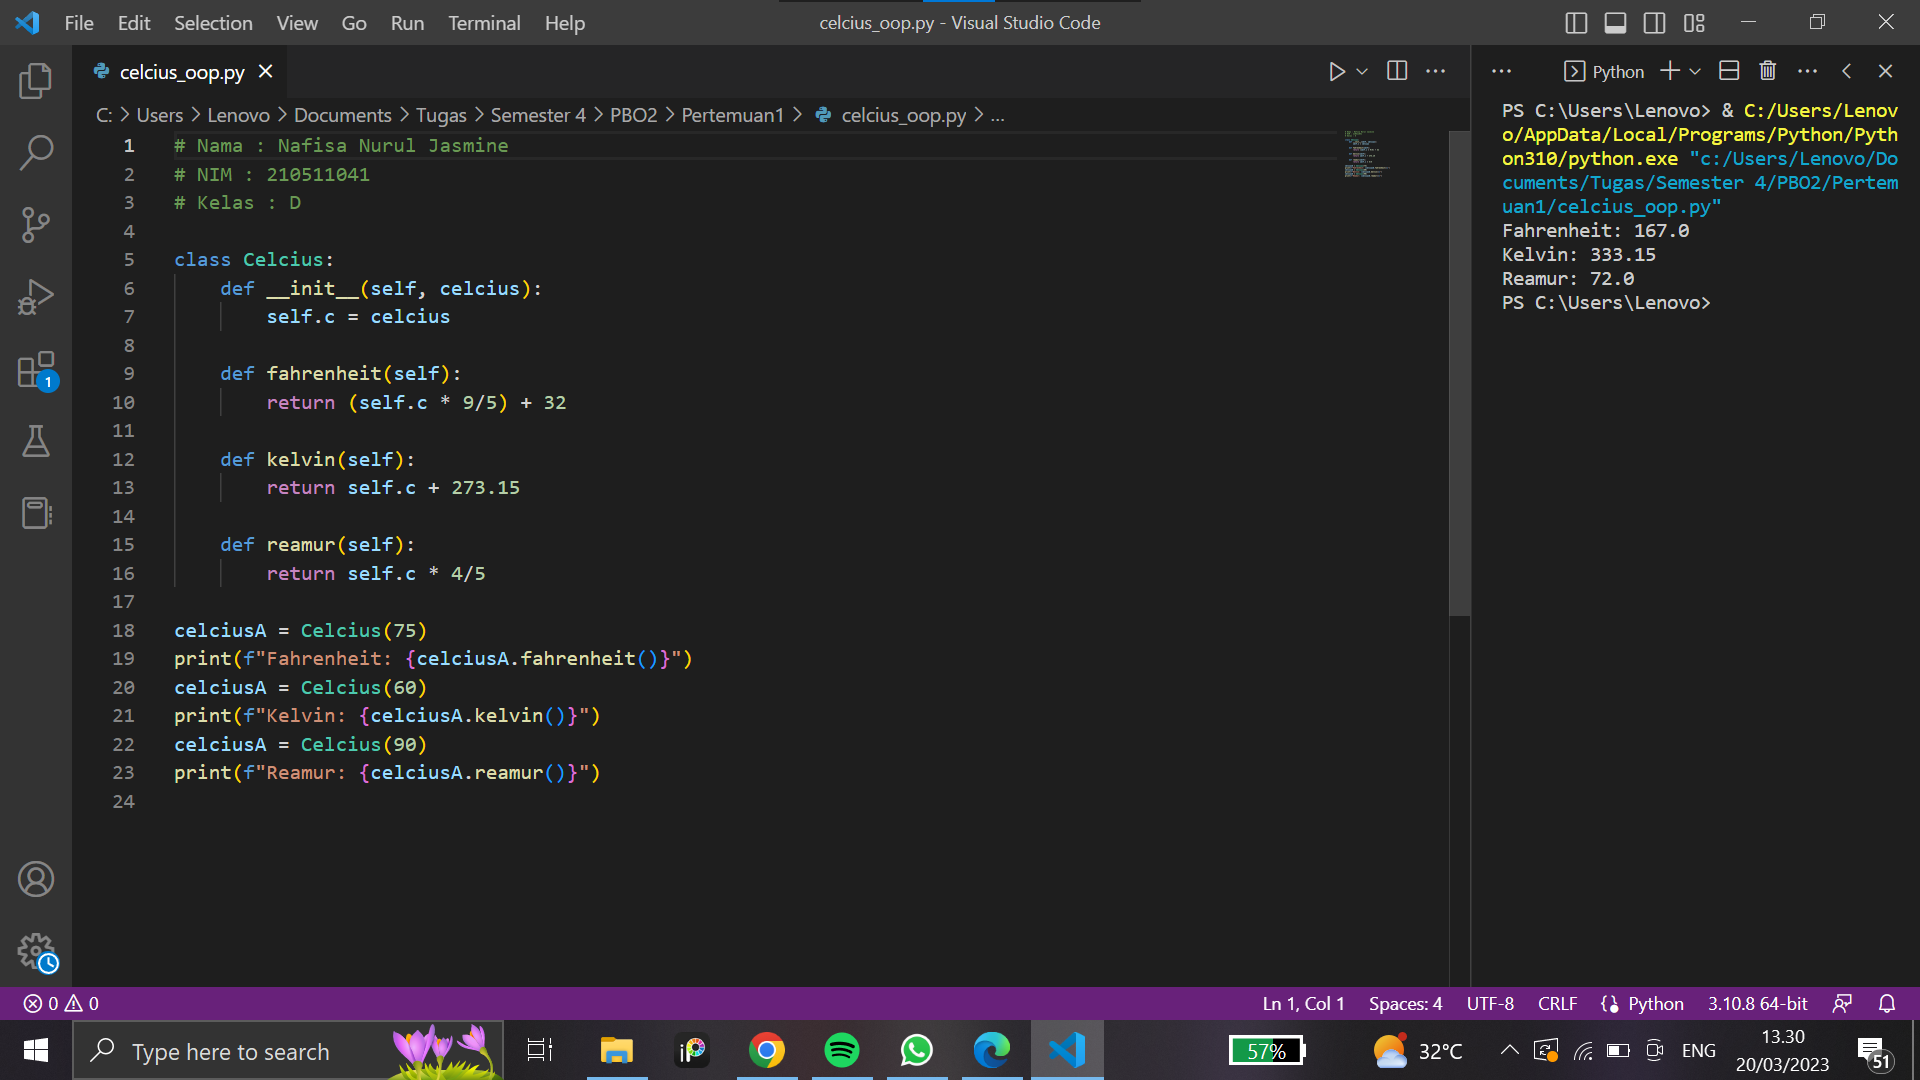 File Edit Selection View Go Run Terminal Help
celcius_oop.py - Visual Studio Code
celcius_oop.py
C: > Users > Lenovo > Documents > Tugas > Semester 4 > PBO2 > Pertemuan1 > celcius_oop.py > ...
1 # Nama : Nafisa Nurul Jasmine
2 # NIM : 210511041
3 # Kelas : D
4
5 class Celcius:
6     def __init__(self, celcius):
7         self.c = celcius
8
9     def fahrenheit(self):
10         return (self.c * 9/5) + 32
11
12     def kelvin(self):
13         return self.c + 273.15
14
15     def reamur(self):
16         return self.c * 4/5
17
18 celciusA = Celcius(75)
19 print(f"Fahrenheit: {celciusA.fahrenheit()}")
20 celciusA = Celcius(60)
21 print(f"Kelvin: {celciusA.kelvin()}")
22 celciusA = Celcius(90)
23 print(f"Reamur: {celciusA.reamur()}")
24
Python
PS C:\Users\Lenovo> & C:/Users/Lenov
o/AppData/Local/Programs/Python/Pyth
on310/python.exe "c:/Users/Lenovo/Do
cuments/Tugas/Semester 4/PBO2/Pertem
uan1/celcius_oop.py"
Fahrenheit: 167.0
Kelvin: 333.15
Reamur: 72.0
PS C:\Users\Lenovo>
1
0 0
Ln 1, Col 1 Spaces: 4 UTF-8 CRLF Python 3.10.8 64-bit
Type here to search
iP
57%
32°C
ENG
13.30
20/03/2023
51